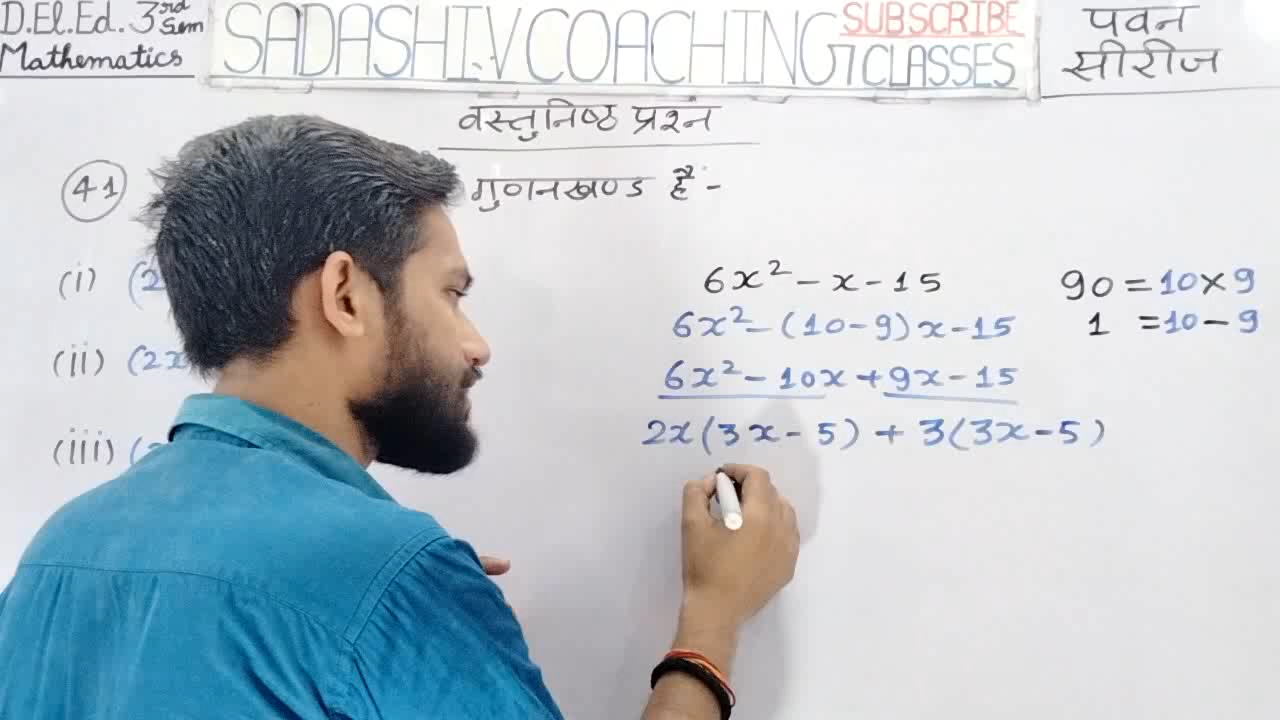 D.El.Ed. 3rd Sem
Mathematics
SADASHIV COACHING CLASSES
SUBSCRIBE
पवन
सीरीज
वस्तुनिष्ठ प्रश्न
41 गुणनखण्ड हैं -
(i) (2
(ii) (2x
(iii) (
6x² - x - 15
6x² - (10 - 9)x - 15
6x² - 10x + 9x - 15
2x(3x - 5) + 3(3x - 5)
90 = 10 × 9
1 = 10 - 9